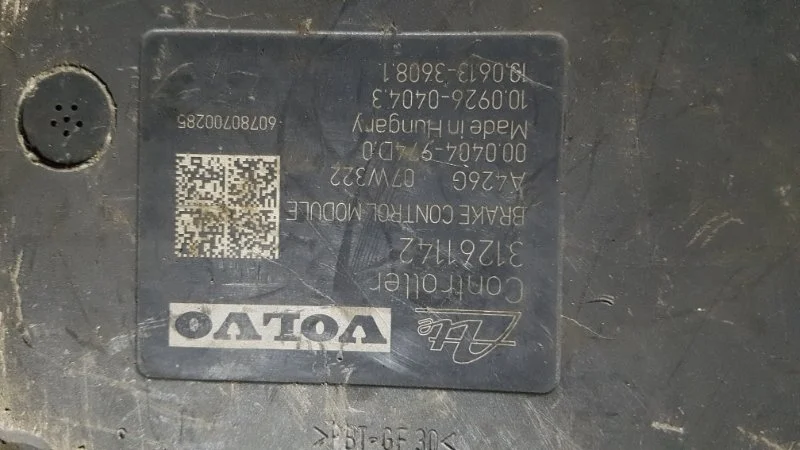 >PBT-GF30<
Ate VOLVO
Controller
31261142
BRAKE CONTROL MODULE
A426G 07W322
00.0404-974D.0
Made in Hungary 60780700285
10.0926-0404.3
10.0613-3608.1